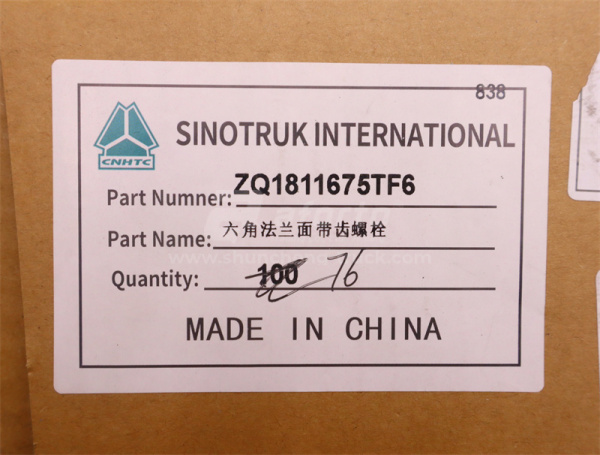 838
CNHTC
SINOTRUK INTERNATIONAL
Part Numner: ZQ1811675TF6
Part Name: 六角法兰面带齿螺栓
Quantity: 100 76
MADE IN CHINA